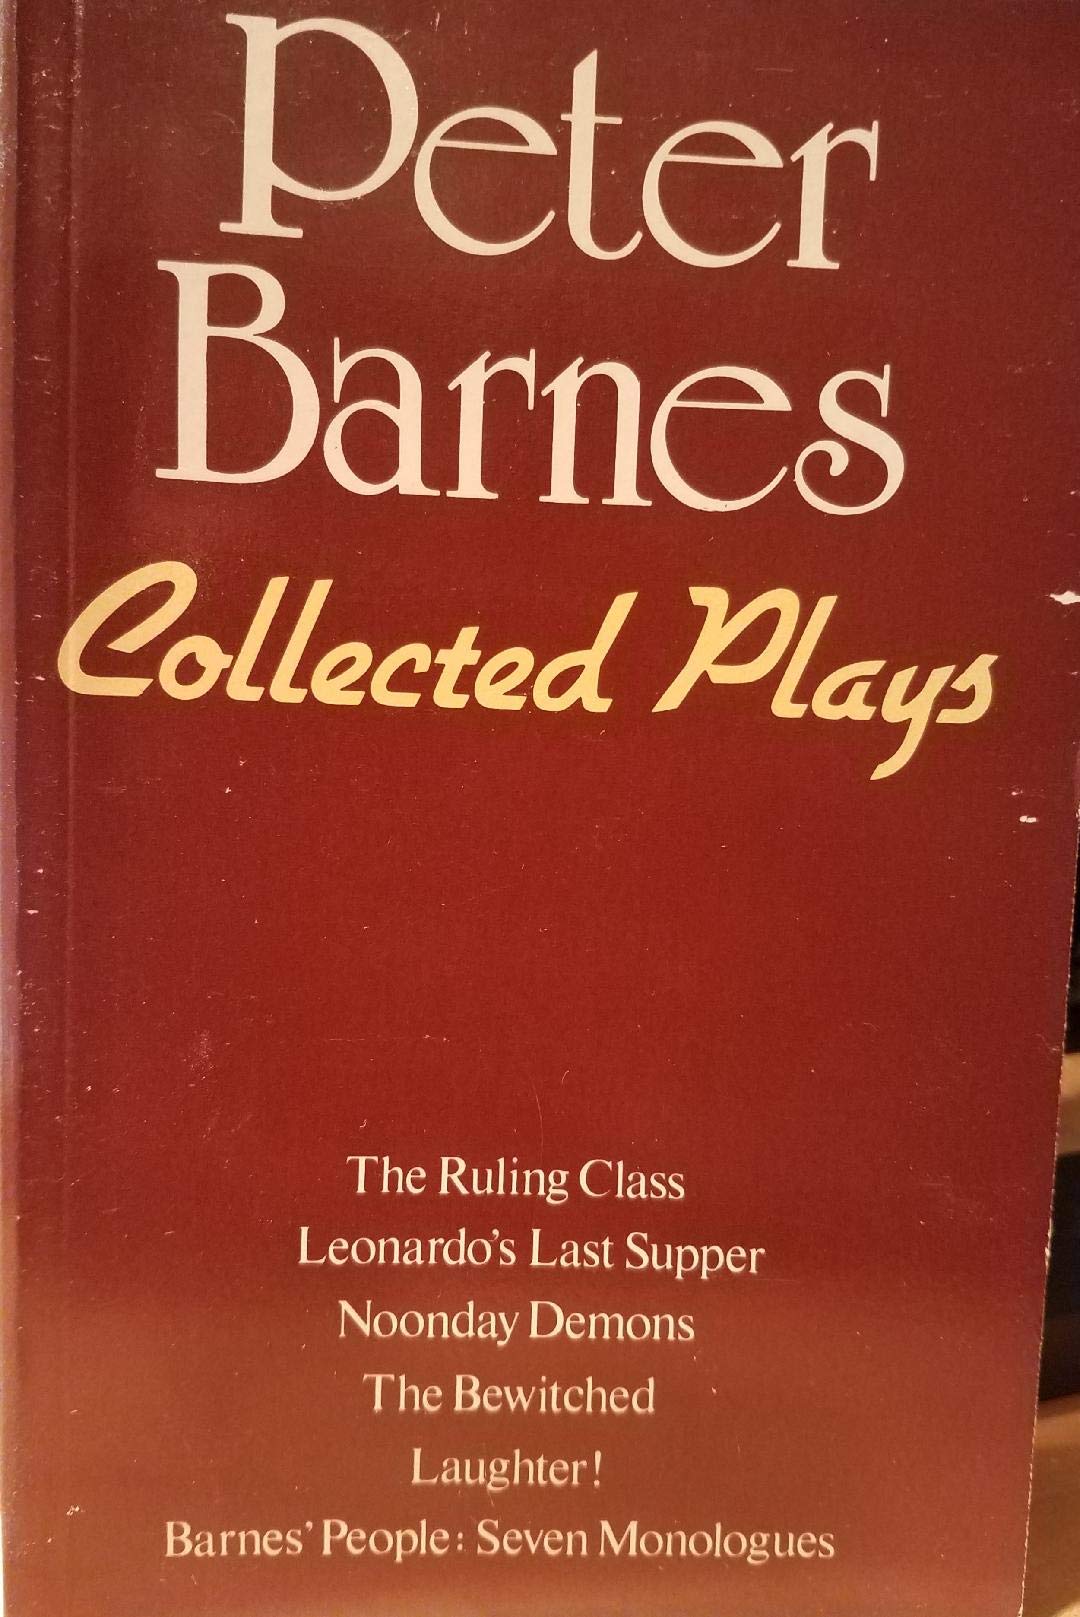 Peter
Barnes
Collected Plays
The Ruling Class
Leonardo's Last Supper
Noonday Demons
The Bewitched
Laughter!
Barnes' People: Seven Monologues